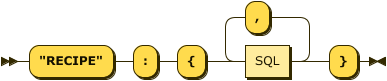 ,
"RECIPE" : { SQL }